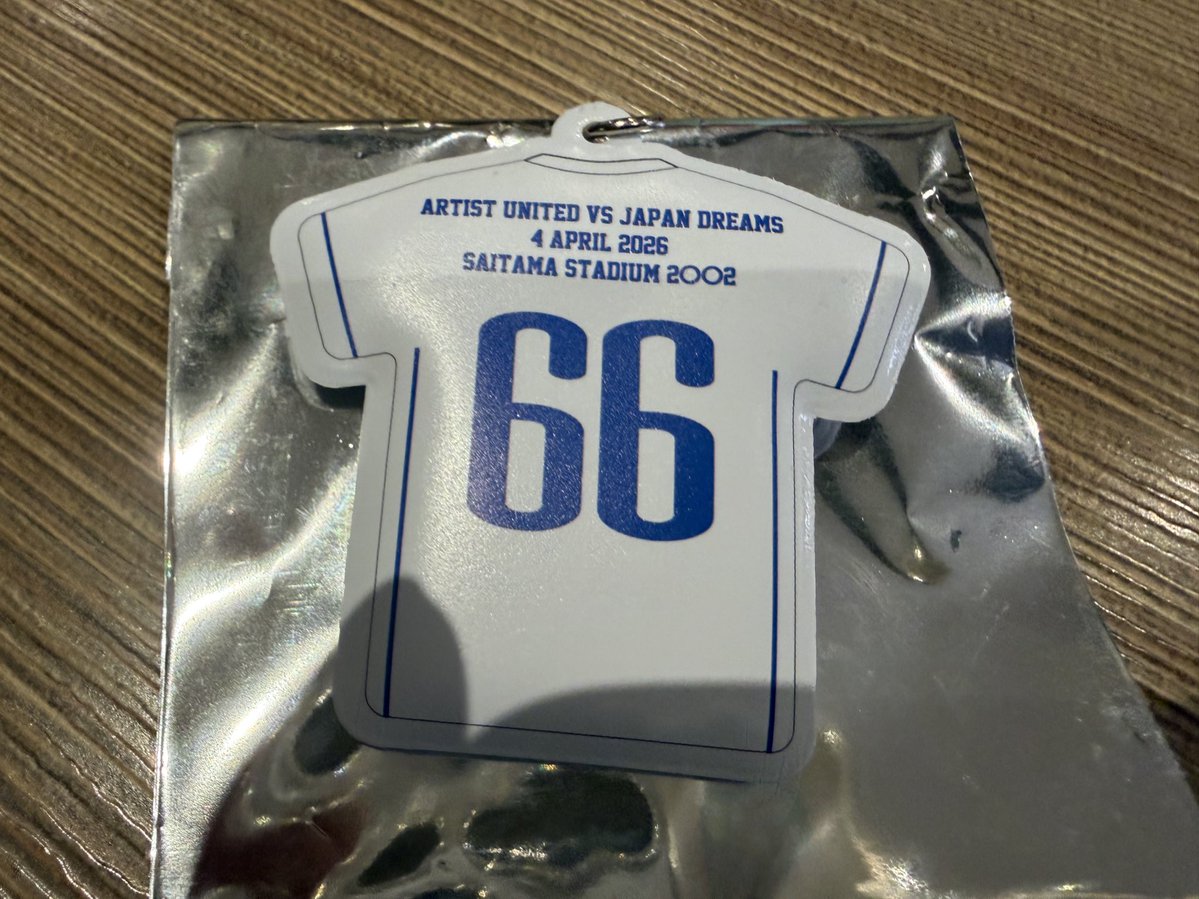 ARTIST UNITED VS JAPAN DREAMS
4 APRIL 2026
SAITAMA STADIUM 2002
66